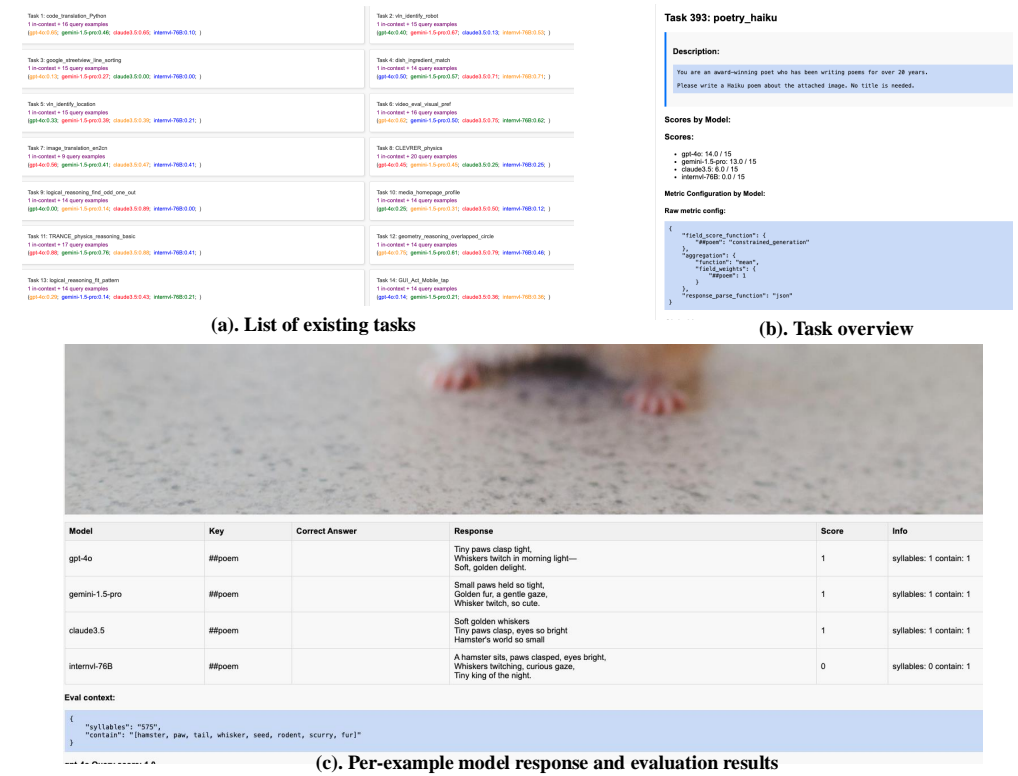 Task 1: code_translation_Python
1 in-context + 16 query examples
(gpt-4o:0.65; gemini-1.5-pro:0.46; claude3.5:0.65; internvl-76B:0.10; )
Task 2: vin_identify_robot
1 in-context + 15 query examples
(gpt-4o:0.40; gemini-1.5-pro:0.67; claude3.5:0.13; internvl-76B:0.53; )
Task 3: google_streetview_line_sorting
1 in-context + 15 query examples
(gpt-4o:0.13; gemini-1.5-pro:0.27; claude3.5:0.00; internvl-76B:0.00; )
Task 4: dish_ingredient_match
1 in-context + 14 query examples
(gpt-4o:0.50; gemini-1.5-pro:0.57; claude3.5:0.71; internvl-76B:0.71; )
Task 5: vin_identify_location
1 in-context + 15 query examples
(gpt-4o:0.33; gemini-1.5-pro:0.39; claude3.5:0.38; internvl-76B:0.21; )
Task 6: video_eval_visual_pref
1 in-context + 16 query examples
(gpt-4o:0.62; gemini-1.5-pro:0.50; claude3.5:0.75; internvl-76B:0.62; )
Task 7: image_translation_en2cn
1 in-context + 9 query examples
(gpt-4o:0.56; gemini-1.5-pro:0.41; claude3.5:0.47; internvl-76B:0.41; )
Task 8: CLEVRER_physics
1 in-context + 20 query examples
(gpt-4o:0.45; gemini-1.5-pro:0.45; claude3.5:0.25; internvl-76B:0.25; )
Task 9: logical_reasoning_find_odd_one_out
1 in-context + 14 query examples
(gpt-4o:0.00; gemini-1.5-pro:0.14; claude3.5:0.89; internvl-76B:0.00; )
Task 10: media_homepage_profile
1 in-context + 14 query examples
(gpt-4o:0.25; gemini-1.5-pro:0.31; claude3.5:0.50; internvl-76B:0.12; )
Task 11: TRANCE_physics_reasoning_basic
1 in-context + 17 query examples
(gpt-4o:0.88; gemini-1.5-pro:0.76; claude3.5:0.88; internvl-76B:0.41; )
Task 12: geometry_reasoning_overlapped_circle
1 in-context + 14 query examples
(gpt-4o:0.75; gemini-1.5-pro:0.61; claude3.5:0.79; internvl-76B:0.46; )
Task 13: logical_reasoning_fit_pattern
1 in-context + 14 query examples
(gpt-4o:0.29; gemini-1.5-pro:0.14; claude3.5:0.43; internvl-76B:0.21; )
Task 14: GUI_Act_Mobile_tap
1 in-context + 14 query examples
(gpt-4o:0.14; gemini-1.5-pro:0.21; claude3.5:0.36; internvl-76B:0.36; )
(a). List of existing tasks
Task 393: poetry_haiku
Description:
You are an award-winning poet who has been writing poems for over 20 years.
Please write a Haiku poem about the attached image. No title is needed.
Scores by Model:
Scores:
• gpt-4o: 14.0 / 15
• gemini-1.5-pro: 13.0 / 15
• claude3.5: 6.0 / 15
• internvl-76B: 0.0 / 15
Metric Configuration by Model:
Raw metric config:
{
"field_score_function": {
"##poem": "constrained_generation"
},
"aggregation": {
"function": "mean",
"field_weights": {
"##poem": 1
}
},
"response_parse_function": "json"
}
(b). Task overview
Model Key Correct Answer Response Score Info
gpt-4o ##poem Tiny paws clasp tight,
Whiskers twitch in morning light—
Soft, golden delight. 1 syllables: 1 contain: 1
gemini-1.5-pro ##poem Small paws held so tight,
Golden fur, a gentle gaze,
Whisker twitch, so cute. 1 syllables: 1 contain: 1
claude3.5 ##poem Soft golden whiskers
Tiny paws clasp, eyes so bright
Hamster's world so small 1 syllables: 1 contain: 1
internvl-76B ##poem A hamster sits, paws clasped, eyes bright,
Whiskers twitching, curious gaze,
Tiny king of the night. 0 syllables: 0 contain: 1
Eval context:
{
"syllables": "575",
"contain": "[hamster, paw, tail, whisker, seed, rodent, scurry, fur]"
}
(c). Per-example model response and evaluation results